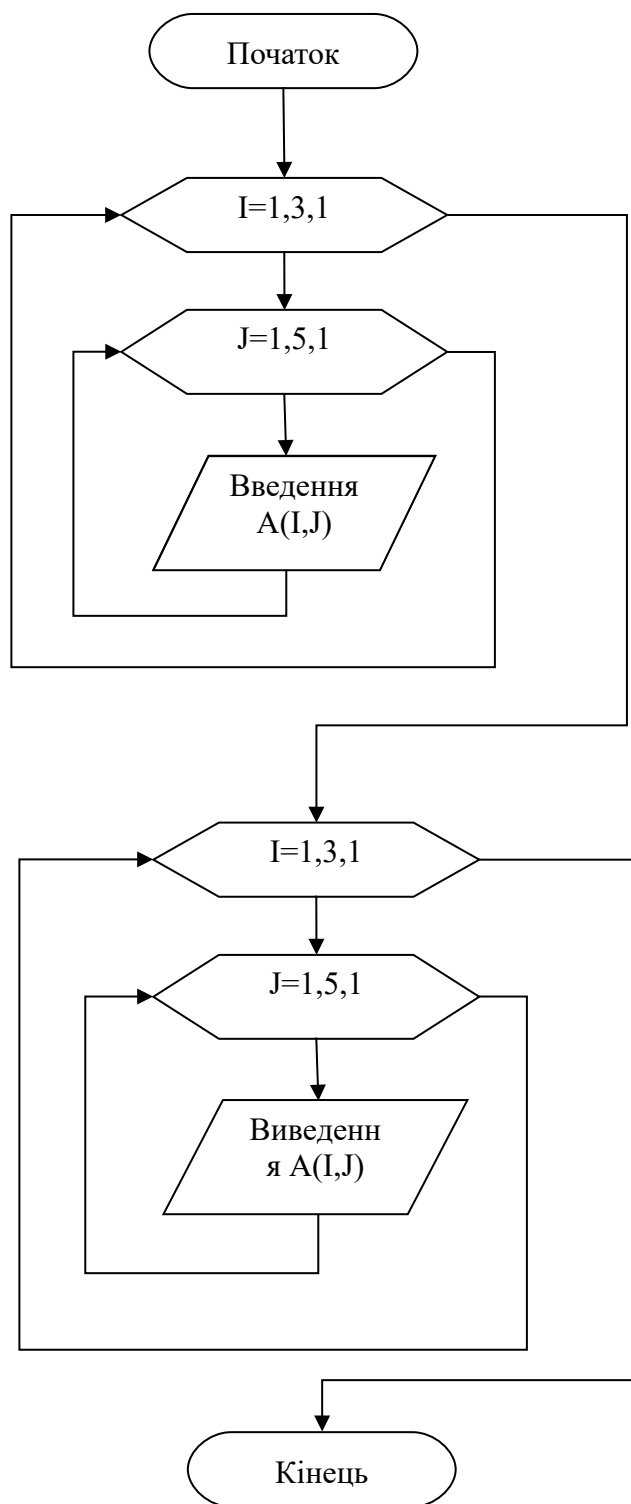 Початок
I=1,3,1
J=1,5,1
Введення
A(I,J)
I=1,3,1
J=1,5,1
Виведенн
я A(I,J)
Кінець